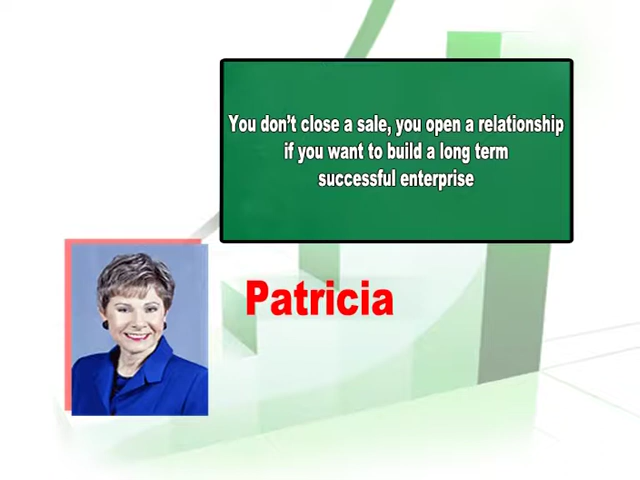 You don't close a sale, you open a relationship
if you want to build a long term
successful enterprise
Patricia